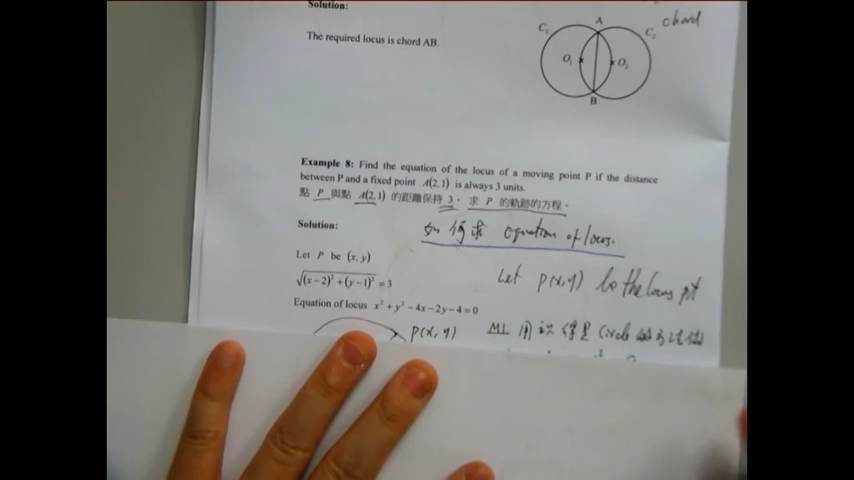 Solution:
chord
C₁ A C₂
The required locus is chord AB.
O₁ O₂
B
Example 8: Find the equation of the locus of a moving point P if the distance
between P and a fixed point A(2, 1) is always 3 units.
點 P 與點 A(2, 1) 的距離保持 3。求 P 的軌跡的方程。
Solution:
如何求 equation of locus.
Let P be (x, y)
Let P(x, y) be the locus pt
√((x−2)² + (y−1)²) = 3
Equation of locus x² + y² − 4x − 2y − 4 = 0
P(x, y)
用 Circle